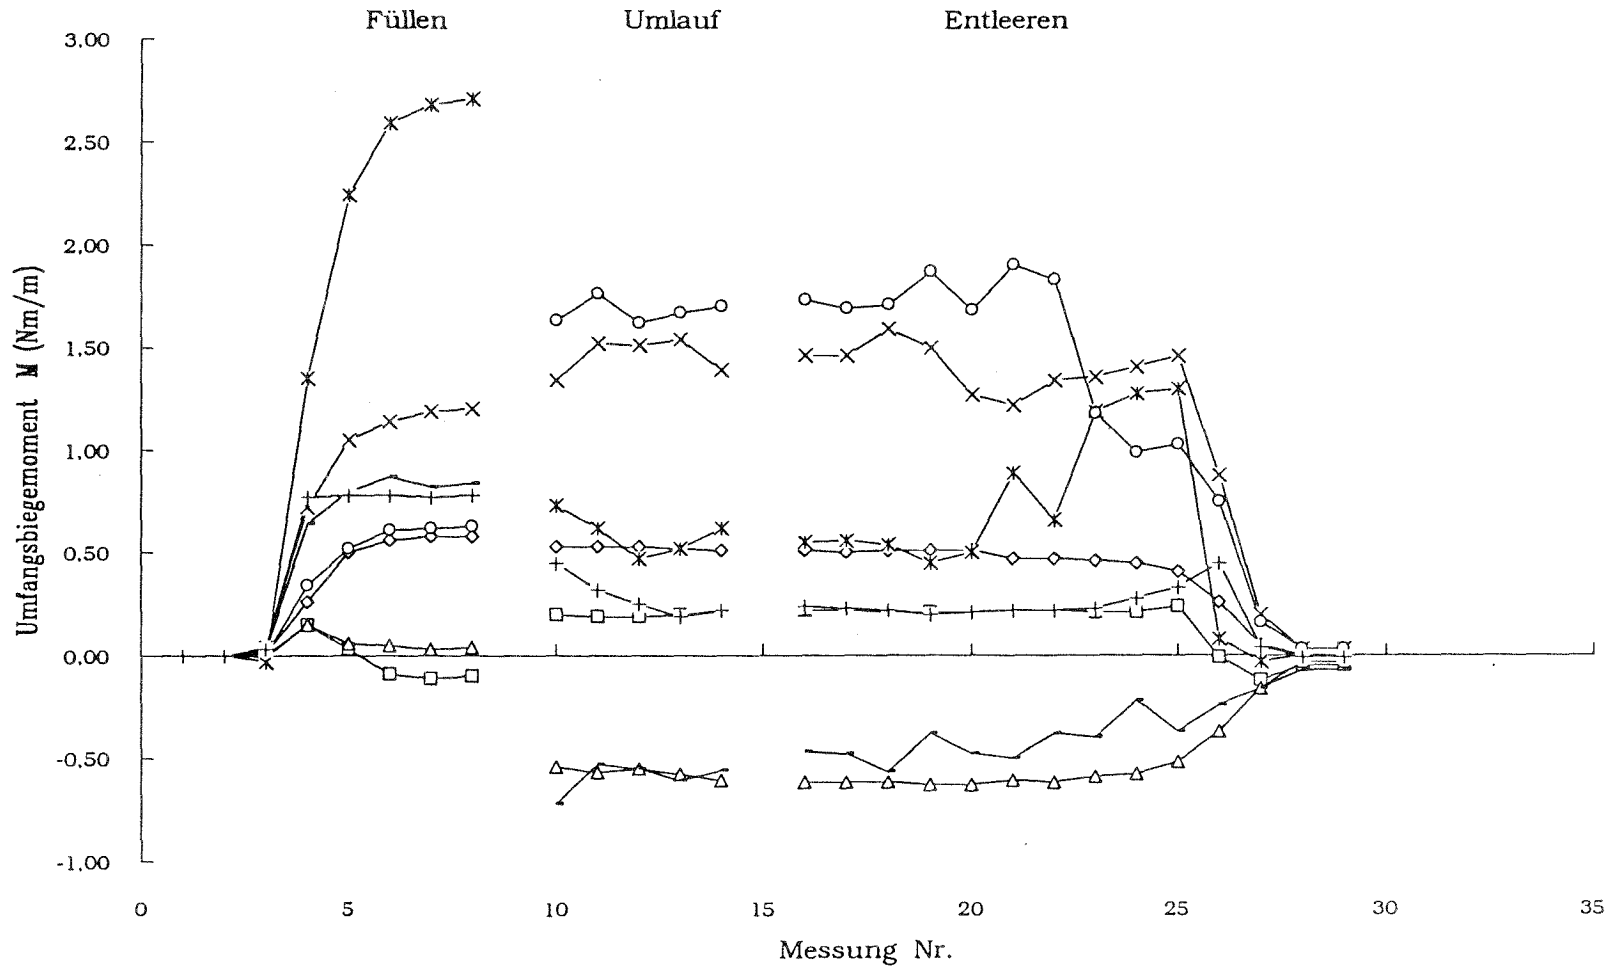 Füllen Umlauf Entleeren
3.00
2,50
2,00
1,50
1.00
0.50
0.00
-0.50
-1,00
Umfangsbiegemoment M (Nm/m)
0 5 10 15 20 25 30 35
Messung Nr.